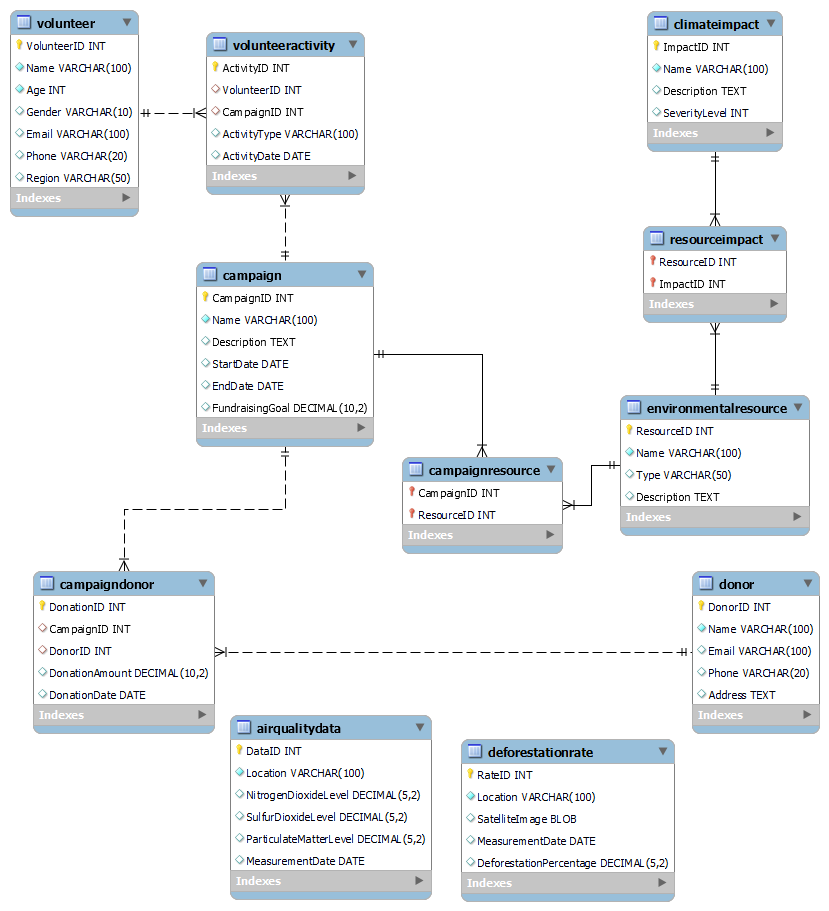 volunteer
VolunteerID INT
Name VARCHAR(100)
Age INT
Gender VARCHAR(10)
Email VARCHAR(100)
Phone VARCHAR(20)
Region VARCHAR(50)
Indexes
volunteeractivity
ActivityID INT
VolunteerID INT
CampaignID INT
ActivityType VARCHAR(100)
ActivityDate DATE
Indexes
climateimpact
ImpactID INT
Name VARCHAR(100)
Description TEXT
SeverityLevel INT
Indexes
resourceimpact
ResourceID INT
ImpactID INT
Indexes
campaign
CampaignID INT
Name VARCHAR(100)
Description TEXT
StartDate DATE
EndDate DATE
FundraisingGoal DECIMAL(10,2)
Indexes
environmentalresource
ResourceID INT
Name VARCHAR(100)
Type VARCHAR(50)
Description TEXT
Indexes
campaignresource
CampaignID INT
ResourceID INT
Indexes
campaigndonor
DonationID INT
CampaignID INT
DonorID INT
DonationAmount DECIMAL(10,2)
DonationDate DATE
Indexes
donor
DonorID INT
Name VARCHAR(100)
Email VARCHAR(100)
Phone VARCHAR(20)
Address TEXT
Indexes
airqualitydata
DataID INT
Location VARCHAR(100)
NitrogenDioxideLevel DECIMAL(5,2)
SulfurDioxideLevel DECIMAL(5,2)
ParticulateMatterLevel DECIMAL(5,2)
MeasurementDate DATE
Indexes
deforestationrate
RateID INT
Location VARCHAR(100)
SatelliteImage BLOB
MeasurementDate DATE
DeforestationPercentage DECIMAL(5,2)
Indexes